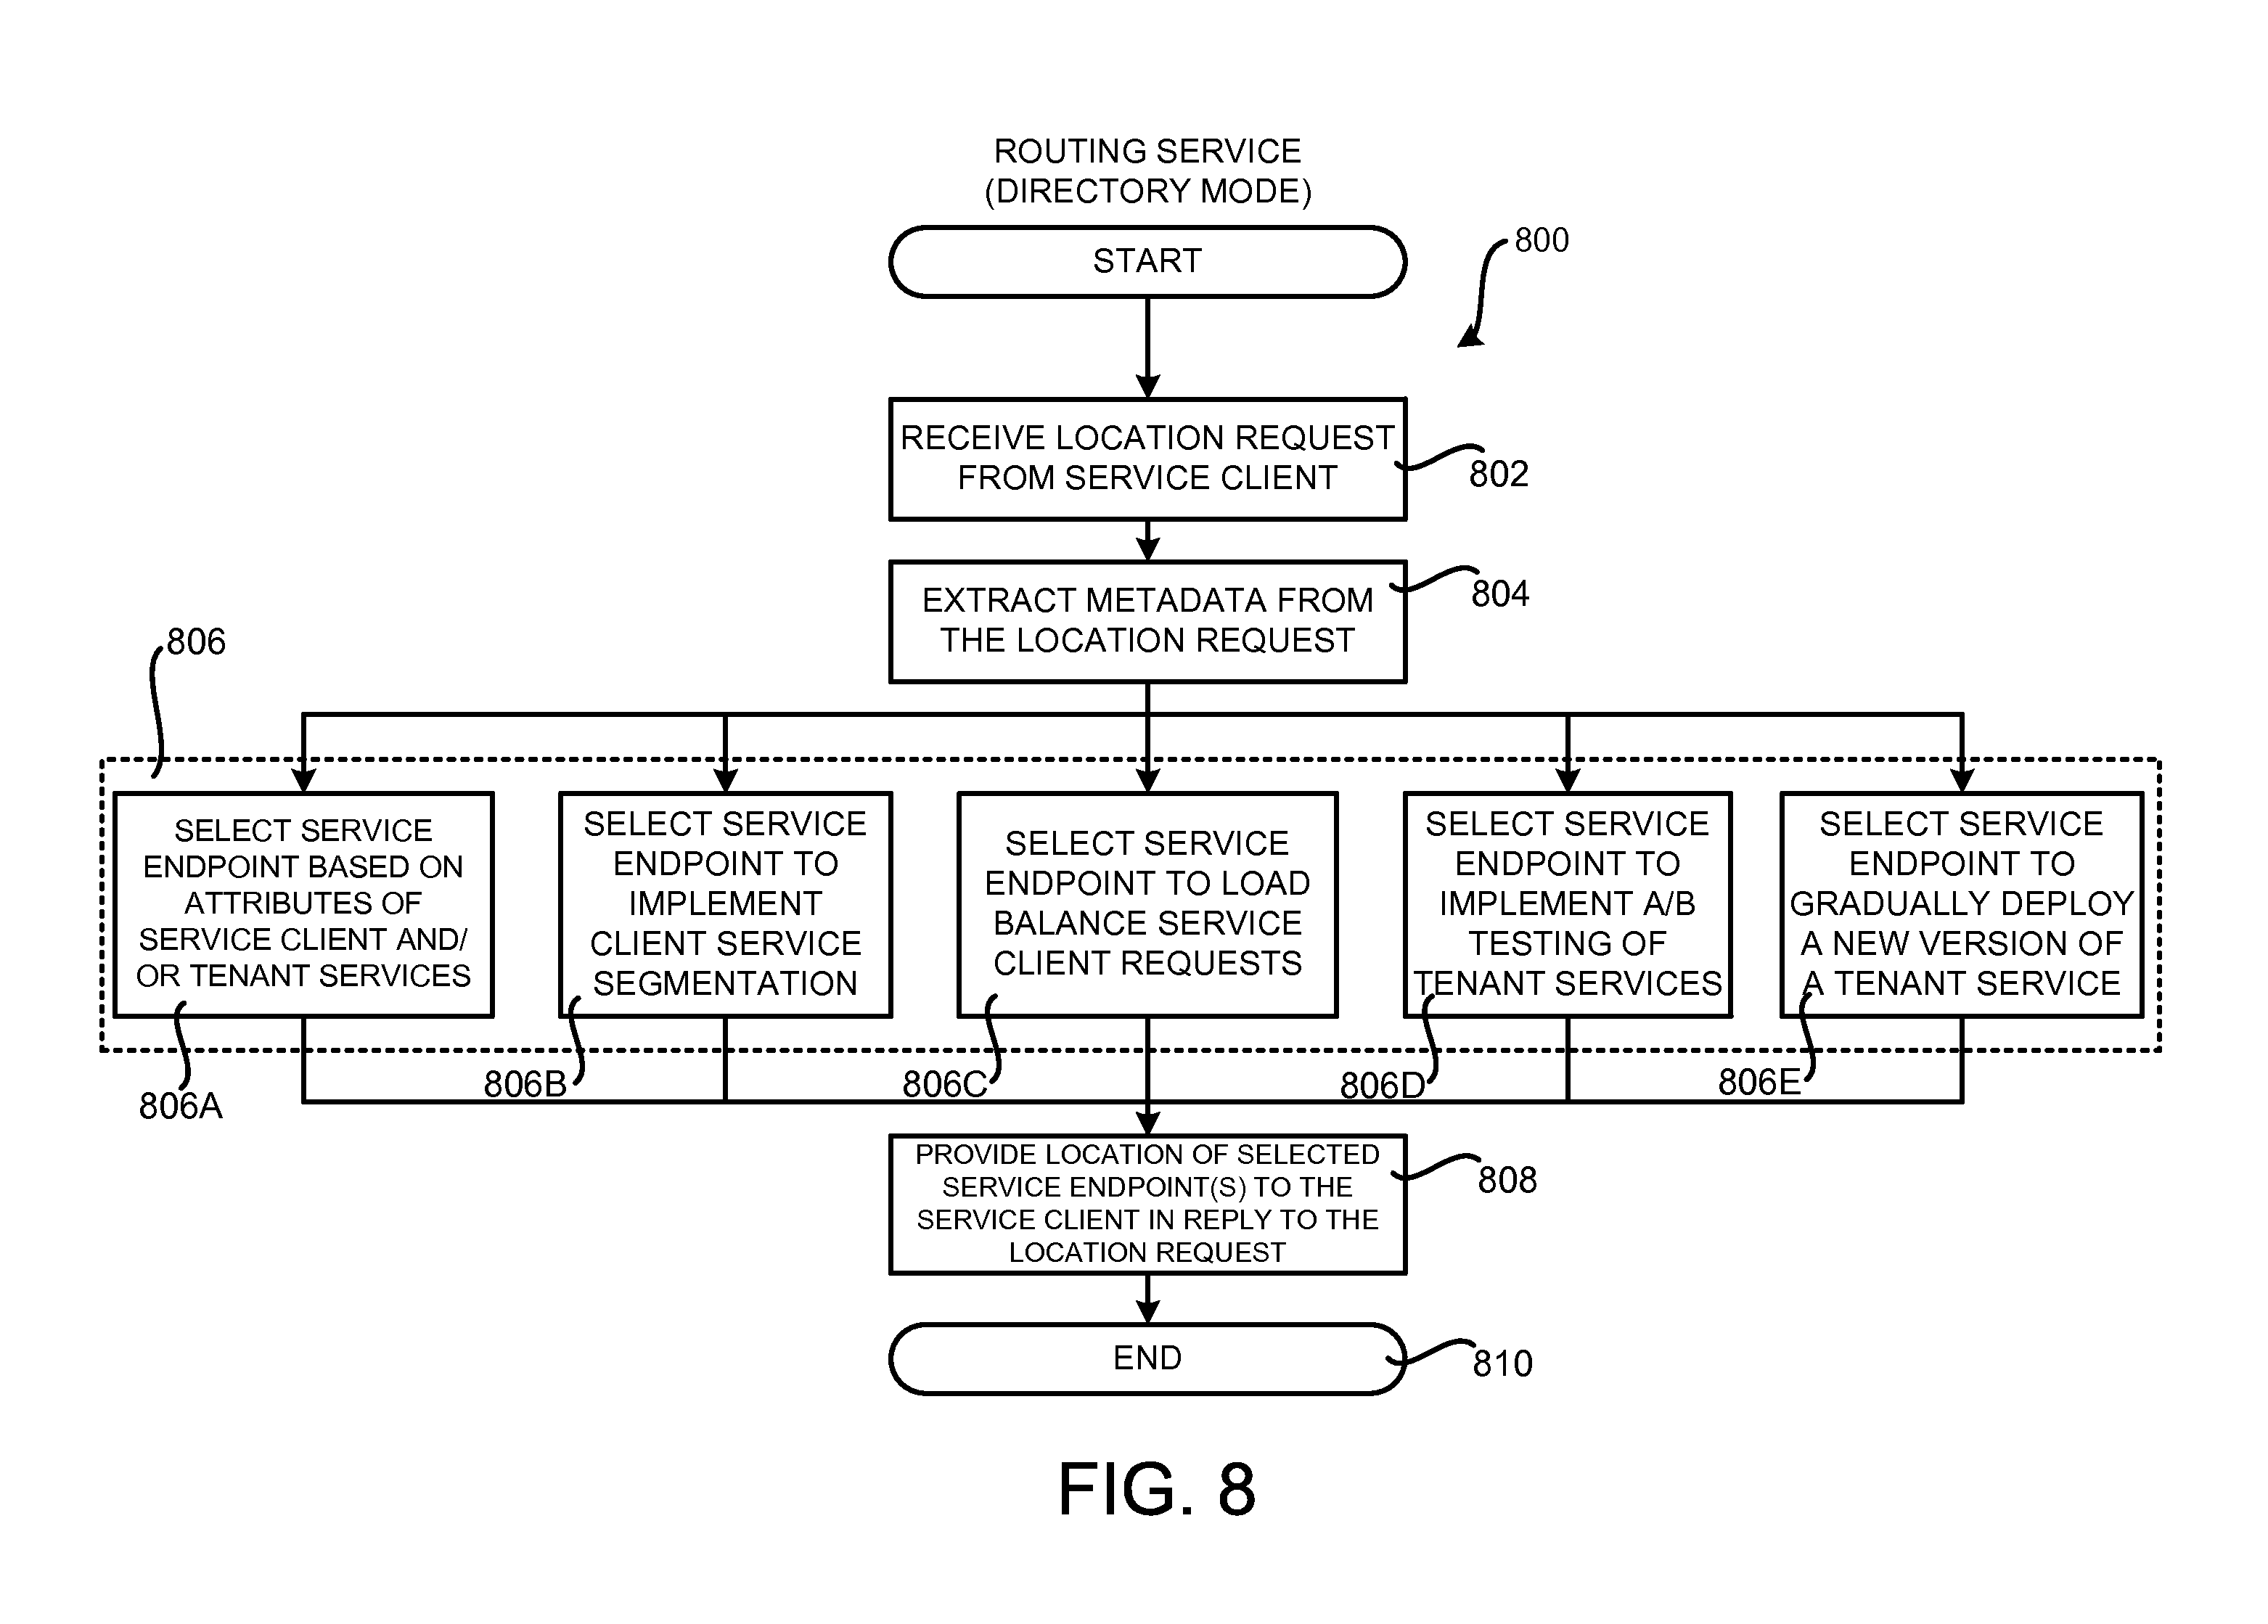 ROUTING SERVICE
(DIRECTORY MODE)
START
800
RECEIVE LOCATION REQUEST
FROM SERVICE CLIENT
802
EXTRACT METADATA FROM
THE LOCATION REQUEST
804
806
SELECT SERVICE
ENDPOINT BASED ON
ATTRIBUTES OF
SERVICE CLIENT AND/
OR TENANT SERVICES
806A
SELECT SERVICE
ENDPOINT TO
IMPLEMENT
CLIENT SERVICE
SEGMENTATION
806B
SELECT SERVICE
ENDPOINT TO LOAD
BALANCE SERVICE
CLIENT REQUESTS
806C
SELECT SERVICE
ENDPOINT TO
IMPLEMENT A/B
TESTING OF
TENANT SERVICES
806D
SELECT SERVICE
ENDPOINT TO
GRADUALLY DEPLOY
A NEW VERSION OF
A TENANT SERVICE
806E
PROVIDE LOCATION OF SELECTED
SERVICE ENDPOINT(S) TO THE
SERVICE CLIENT IN REPLY TO THE
LOCATION REQUEST
808
END
810
FIG. 8